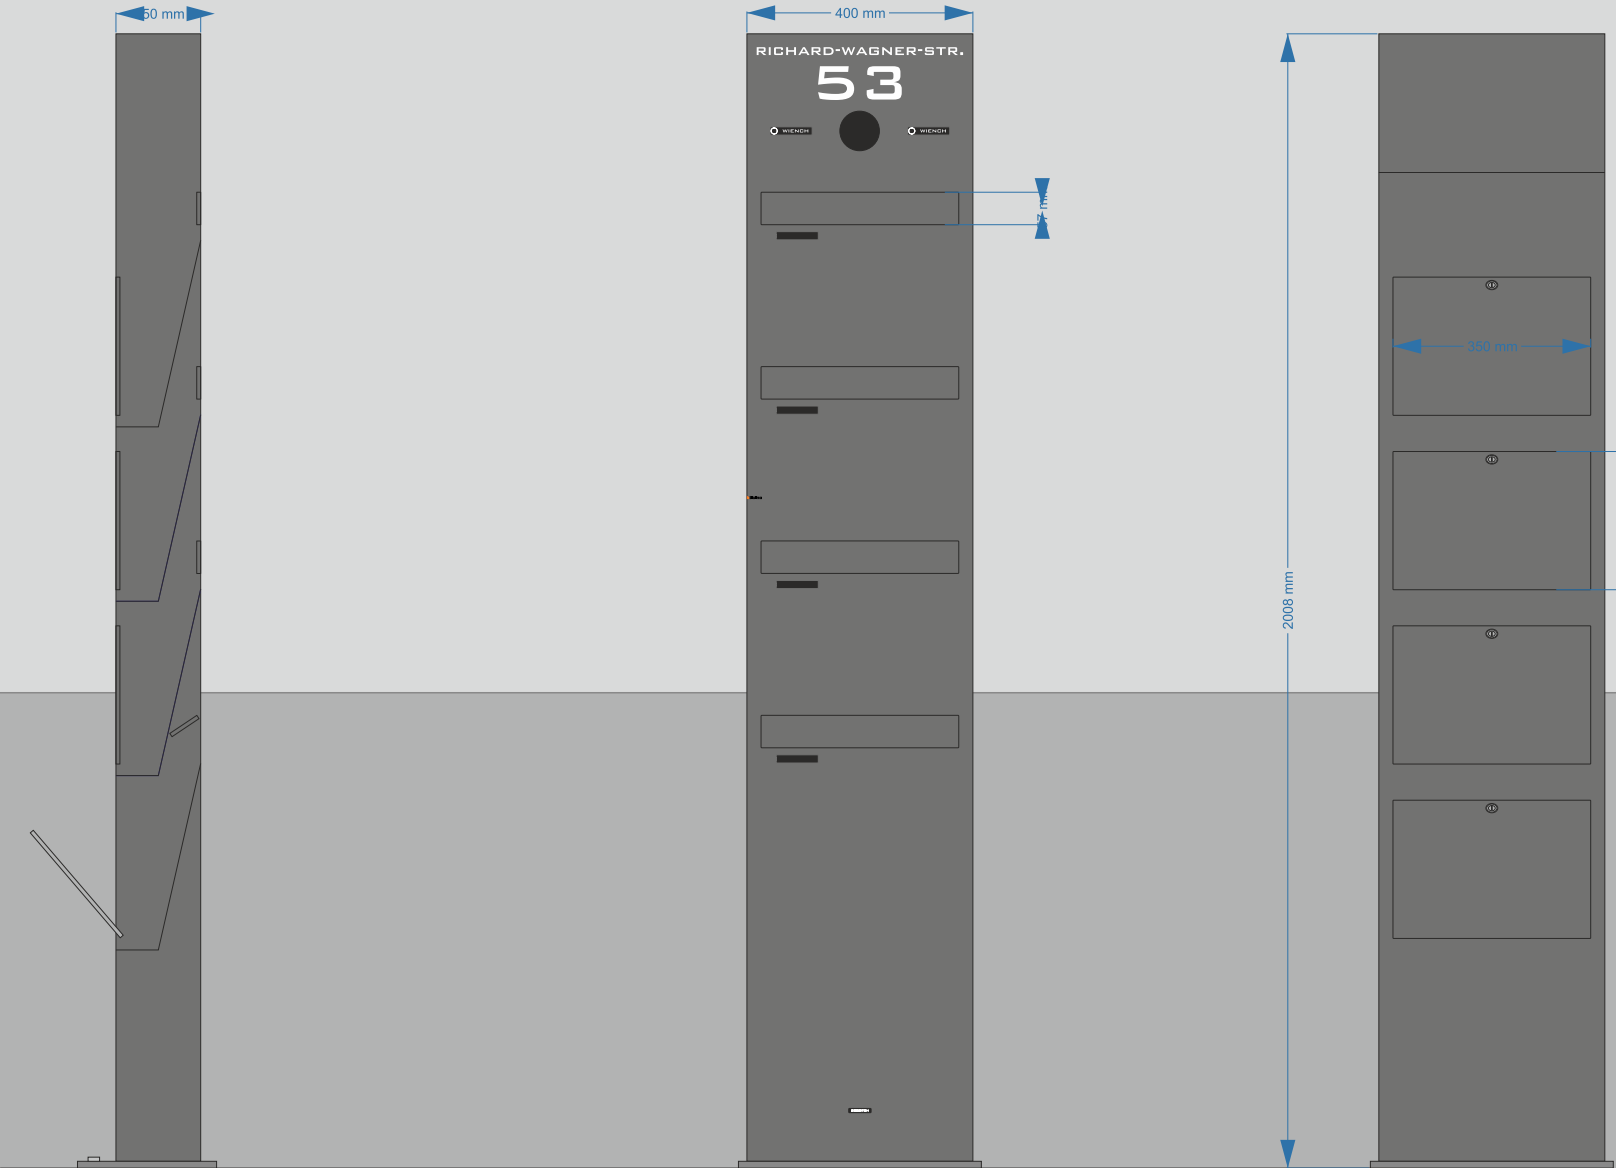 50 mm
400 mm
RICHARD-WAGNER-STR.
53
WIENCH
WIENCH
350 mm
2008 mm